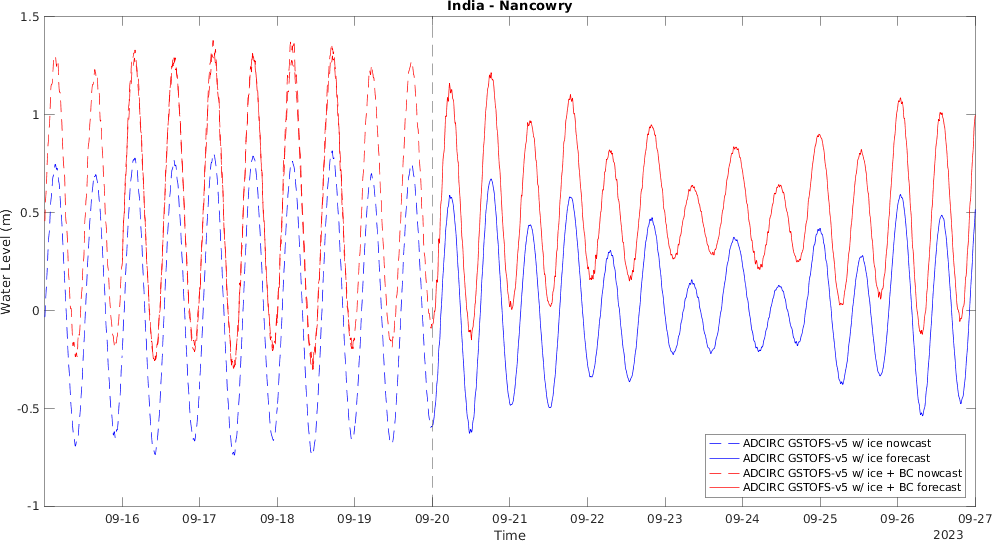 India - Nancowry
1.5
1
0.5
0
-0.5
-1
Water Level (m)
09-16 09-17 09-18 09-19 09-20 09-21 09-22 09-23 09-24 09-25 09-26 09-27
Time
2023
ADCIRC GSTOFS-v5 w/ ice nowcast
ADCIRC GSTOFS-v5 w/ ice forecast
ADCIRC GSTOFS-v5 w/ ice + BC nowcast
ADCIRC GSTOFS-v5 w/ ice + BC forecast